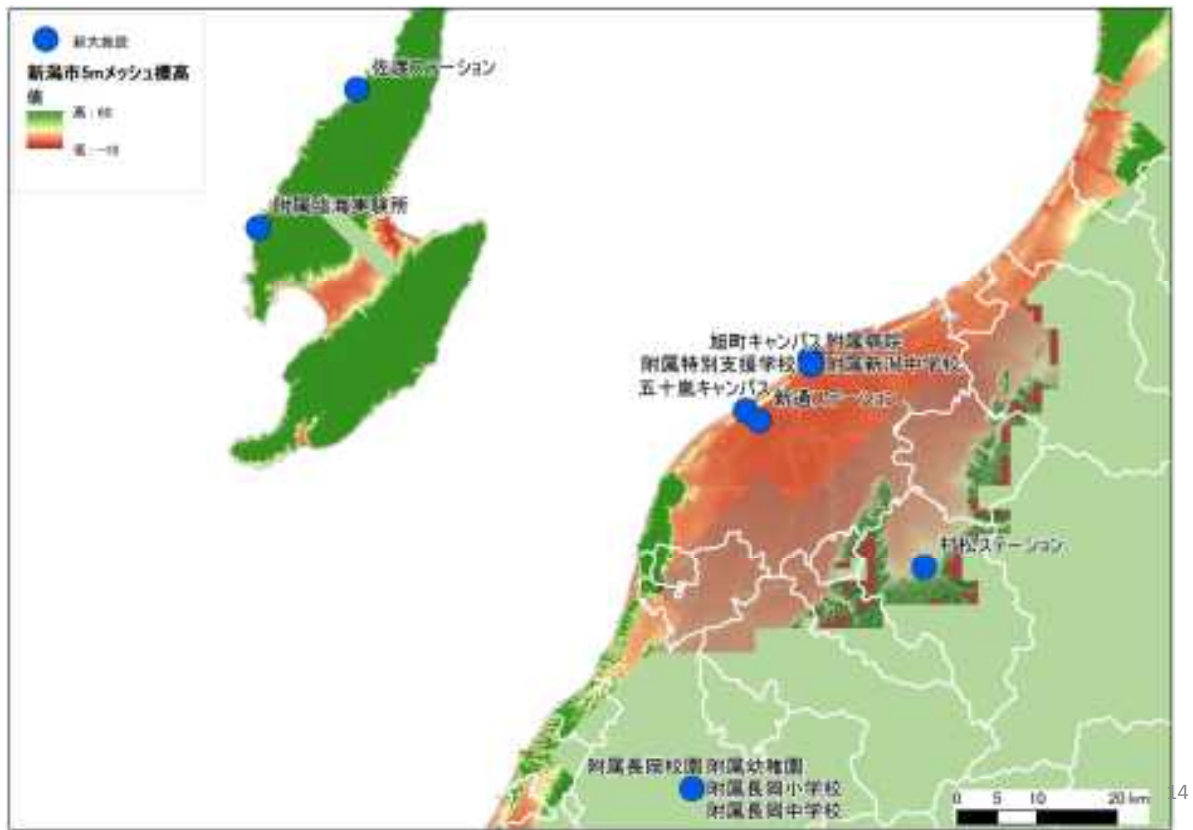 新大施設
新潟市5mメッシュ標高
値
高 : 60
低 : -10
佐渡ステーション
附属臨海実験所
旭町キャンパス 附属病院
附属特別支援学校 附属新潟中学校
五十嵐キャンパス
新通ステーション
村松ステーション
附属長岡校園 附属幼稚園
附属長岡小学校
附属長岡中学校
0 5 10 20 km
14